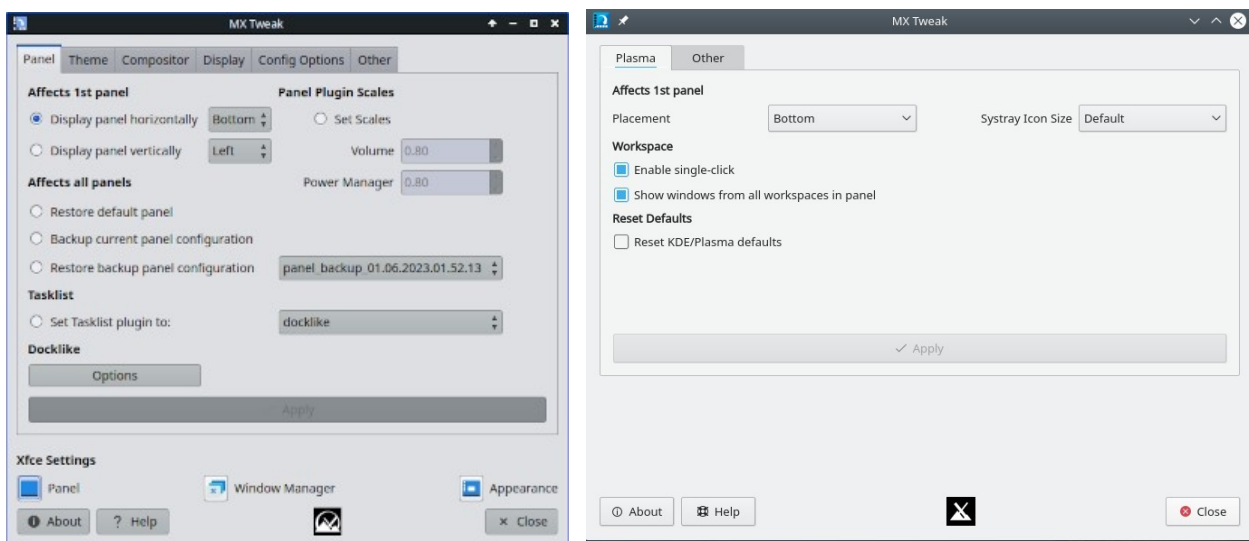 MX Tweak
Panel Theme Compositor Display Config Options Other
Affects 1st panel Panel Plugin Scales
Display panel horizontally Bottom Set Scales
Display panel vertically Left Volume 0.80
Affects all panels Power Manager 0.80
Restore default panel
Backup current panel configuration
Restore backup panel configuration panel_backup_01.06.2023.01.52.13
Tasklist
Set Tasklist plugin to: docklike
Docklike
Options
Apply
Xfce Settings
Panel Window Manager Appearance
About ? Help Close
MX Tweak
Plasma Other
Affects 1st panel
Placement Bottom Systray Icon Size Default
Workspace
Enable single-click
Show windows from all workspaces in panel
Reset Defaults
Reset KDE/Plasma defaults
Apply
About Help Close